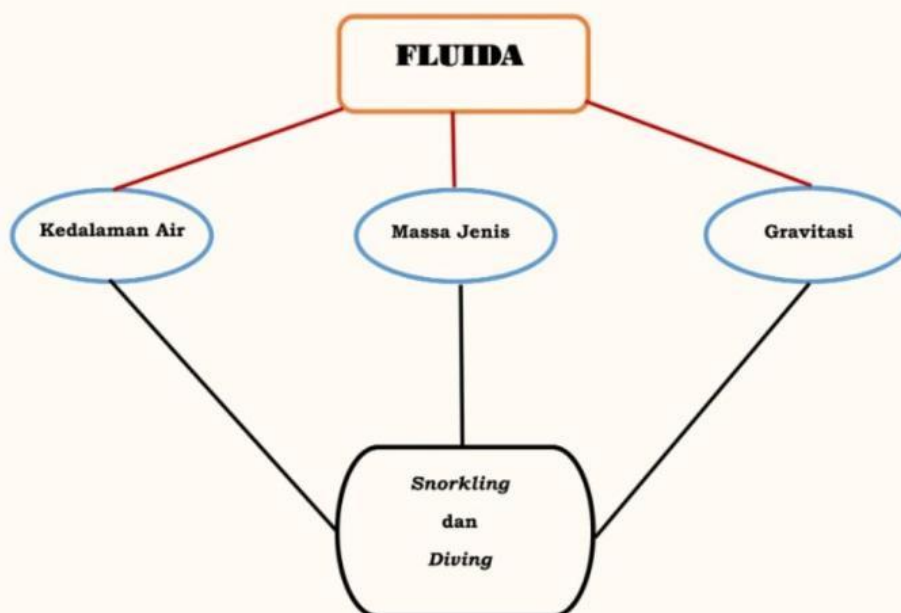 FLUIDA
Kedalaman Air
Massa Jenis
Gravitasi
Snorkling
dan
Diving